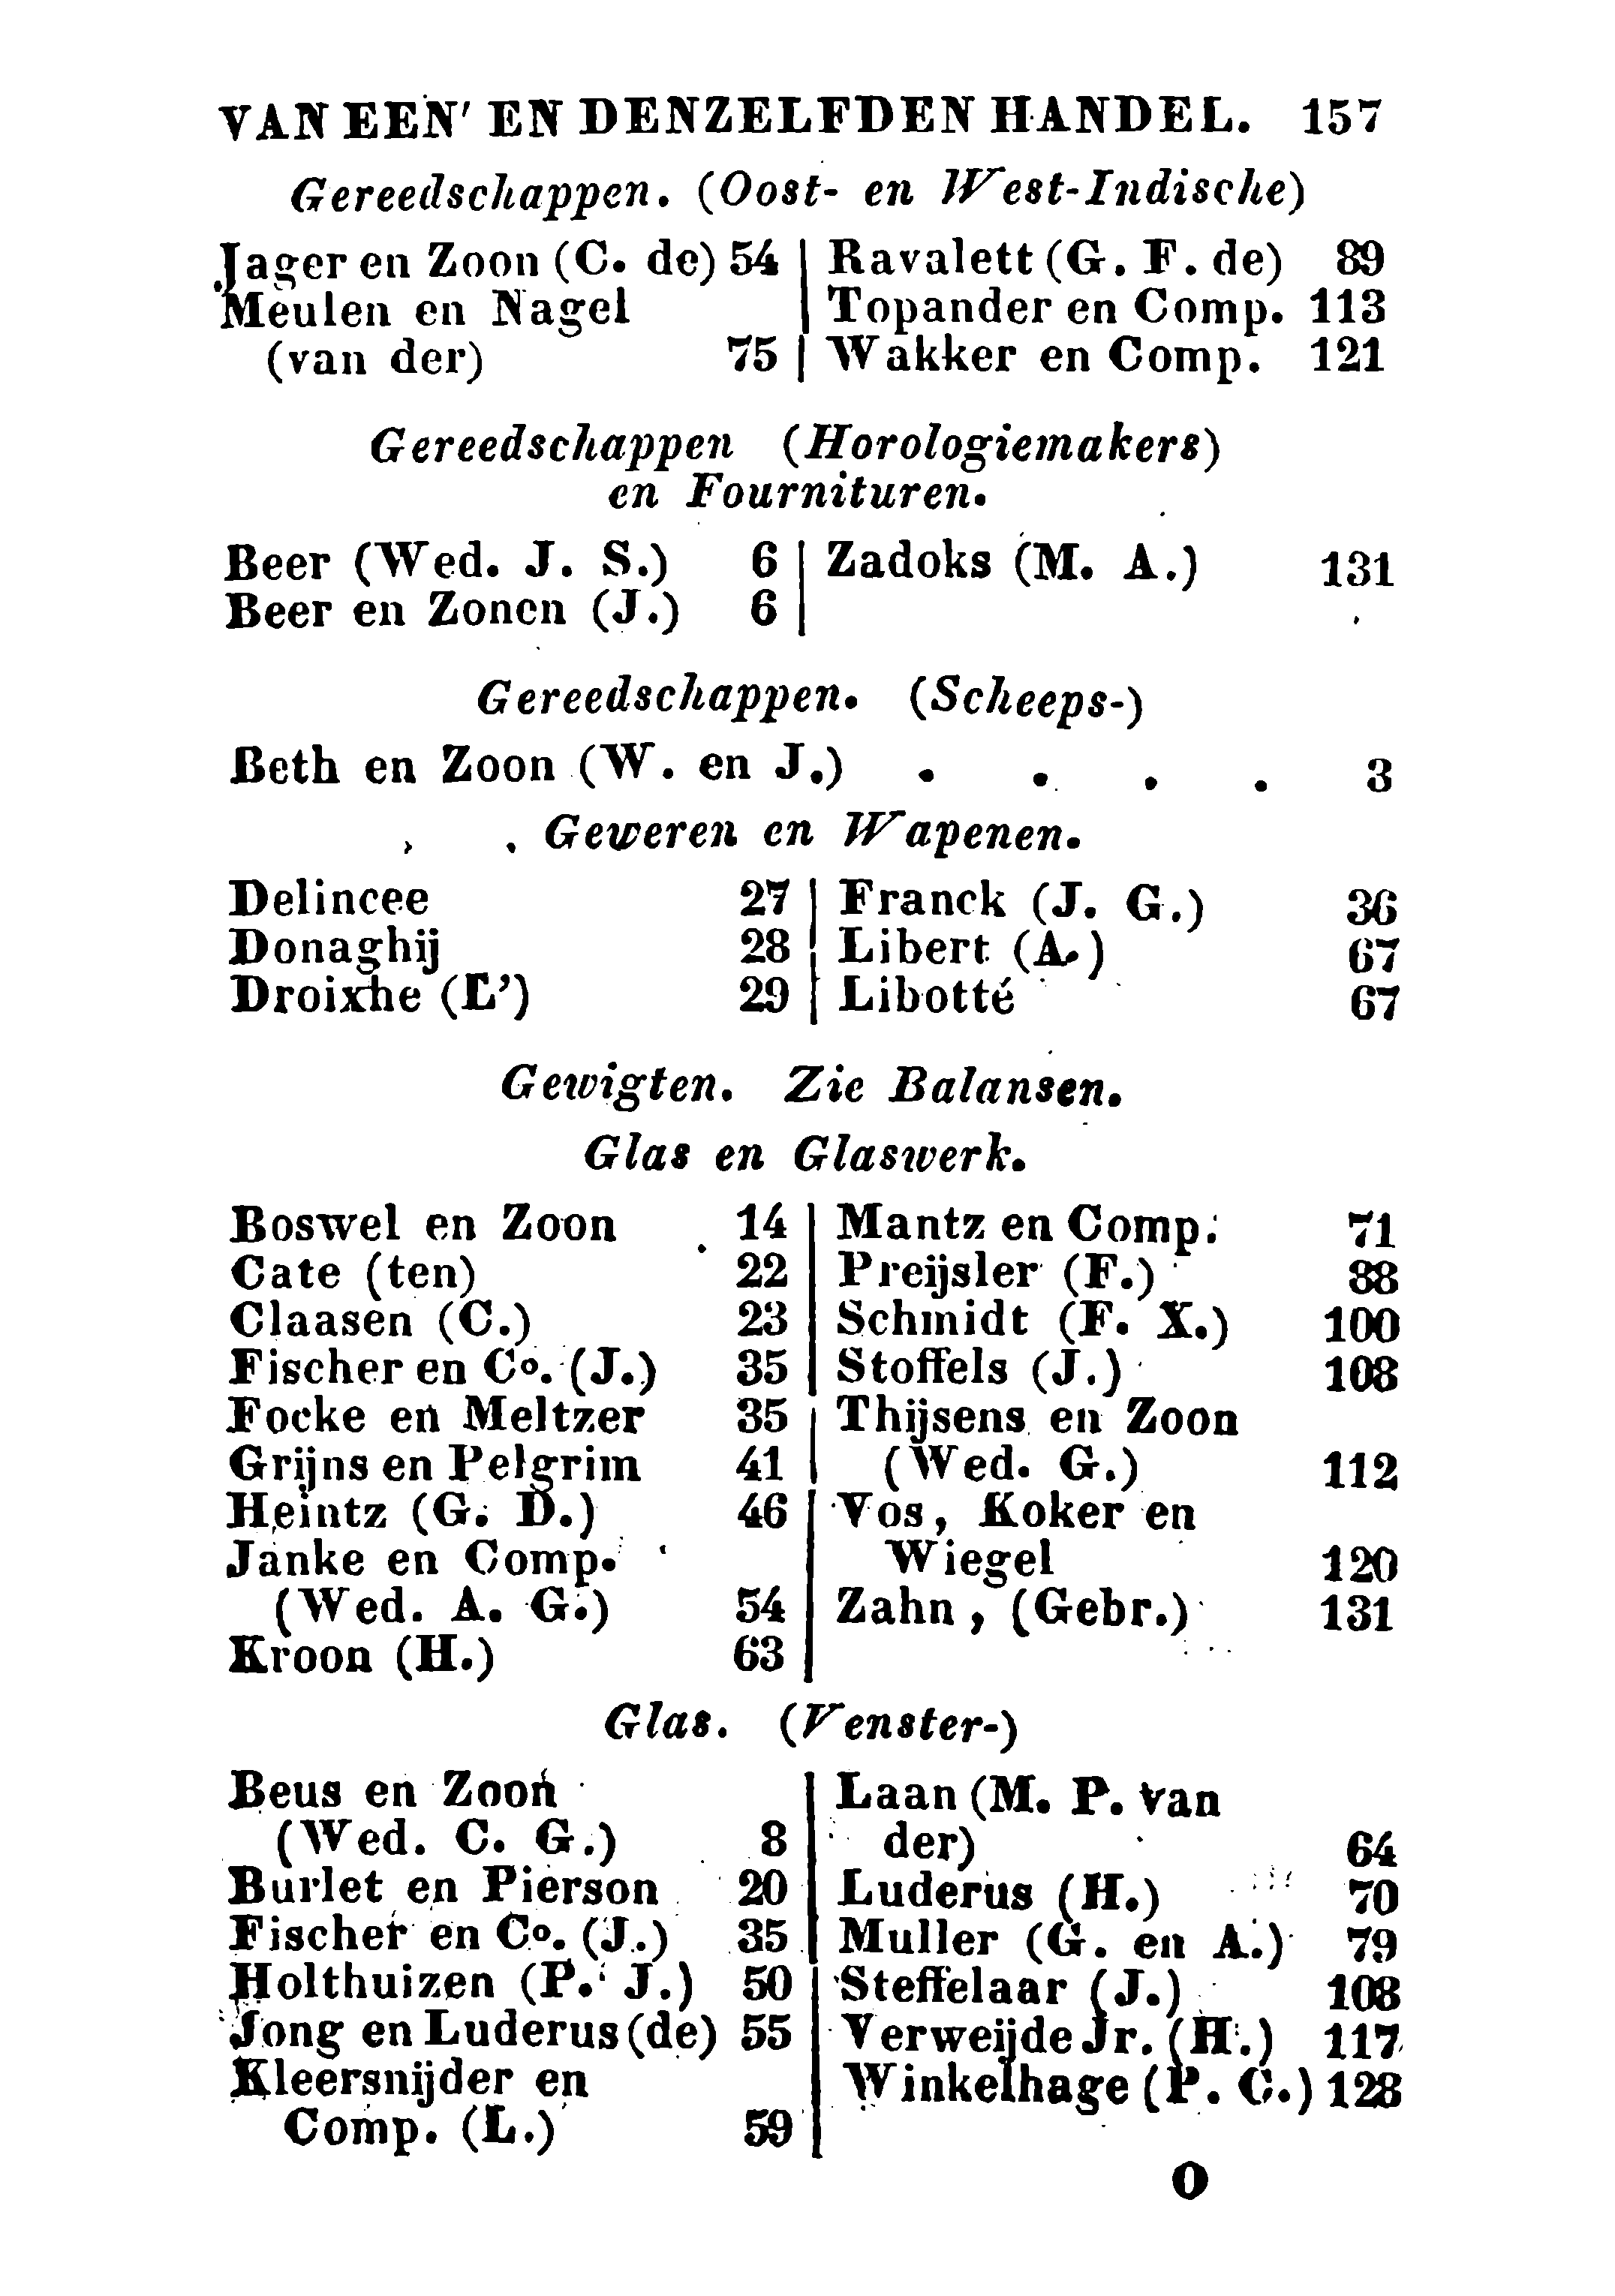 VAN EEN' EN DENZELFDEN HANDEL. 157
Gereedschappen. (Oost- en West-Indische)
Jager en Zoon (C. de) 54
Meulen en Nagel
(van der) 75
Ravalett (G. F. de) 89
Topander en Comp. 113
Wakker en Comp. 121
Gereedschappen (Horologiemakers)
en Fournituren.
Beer (Wed. J. S.) 6
Beer en Zonen (J.) 6
Zadoks (M. A.) 131
Gereedschappen. (Scheeps-)
Beth en Zoon (W. en J.) . . . . 3
Geweren en Wapenen.
Delincee 27
Donaghij 28
Droixhe (L') 29
Franck (J. G.) 36
Libert (A.) 67
Libotté 67
Gewigten. Zie Balansen.
Glas en Glaswerk.
Boswel en Zoon 14
Cate (ten) 22
Claasen (C.) 23
Fischer en Co. (J.) 35
Focke en Meltzer 35
Grijns en Pelgrim 41
Heintz (G. D.) 46
Janke en Comp.
(Wed. A. G.) 54
Kroon (H.) 63
Mantz en Comp. 71
Preijsler (F.) 88
Schmidt (F. X.) 100
Stoffels (J.) 108
Thijsens en Zoon
(Wed. G.) 112
Vos, Koker en
Wiegel 120
Zahn, (Gebr.) 131
Glas. (Venster-)
Beus en Zoon
(Wed. C. G.) 8
Burlet en Pierson 20
Fischer en Co. (J.) 35
Holthuizen (P. J.) 50
Jong en Luderus (de) 55
Kleersnijder en
Comp. (L.) 59
Laan (M. P. van
der) 64
Luderus (H.) 70
Muller (G. en A.) 79
Steffelaar (J.) 108
Verweijde Jr. (H.) 117
Winkelhage (P. C.) 128
O